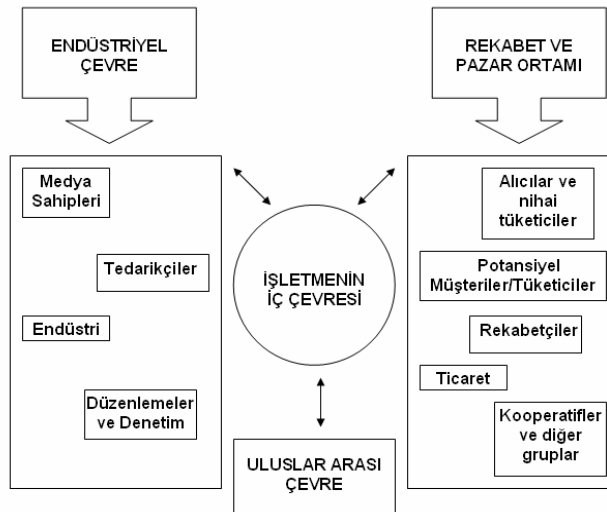 ENDÜSTRİYEL
ÇEVRE
REKABET VE
PAZAR ORTAMI
Medya
Sahipleri
Tedarikçiler
Endüstri
Düzenlemeler
ve Denetim
İŞLETMENİN
İÇ ÇEVRESİ
ULUSLAR ARASI
ÇEVRE
Alıcılar ve
nihai
tüketiciler
Potansiyel
Müşteriler/Tüketiciler
Rekabetçiler
Ticaret
Kooperatifler
ve diğer
gruplar